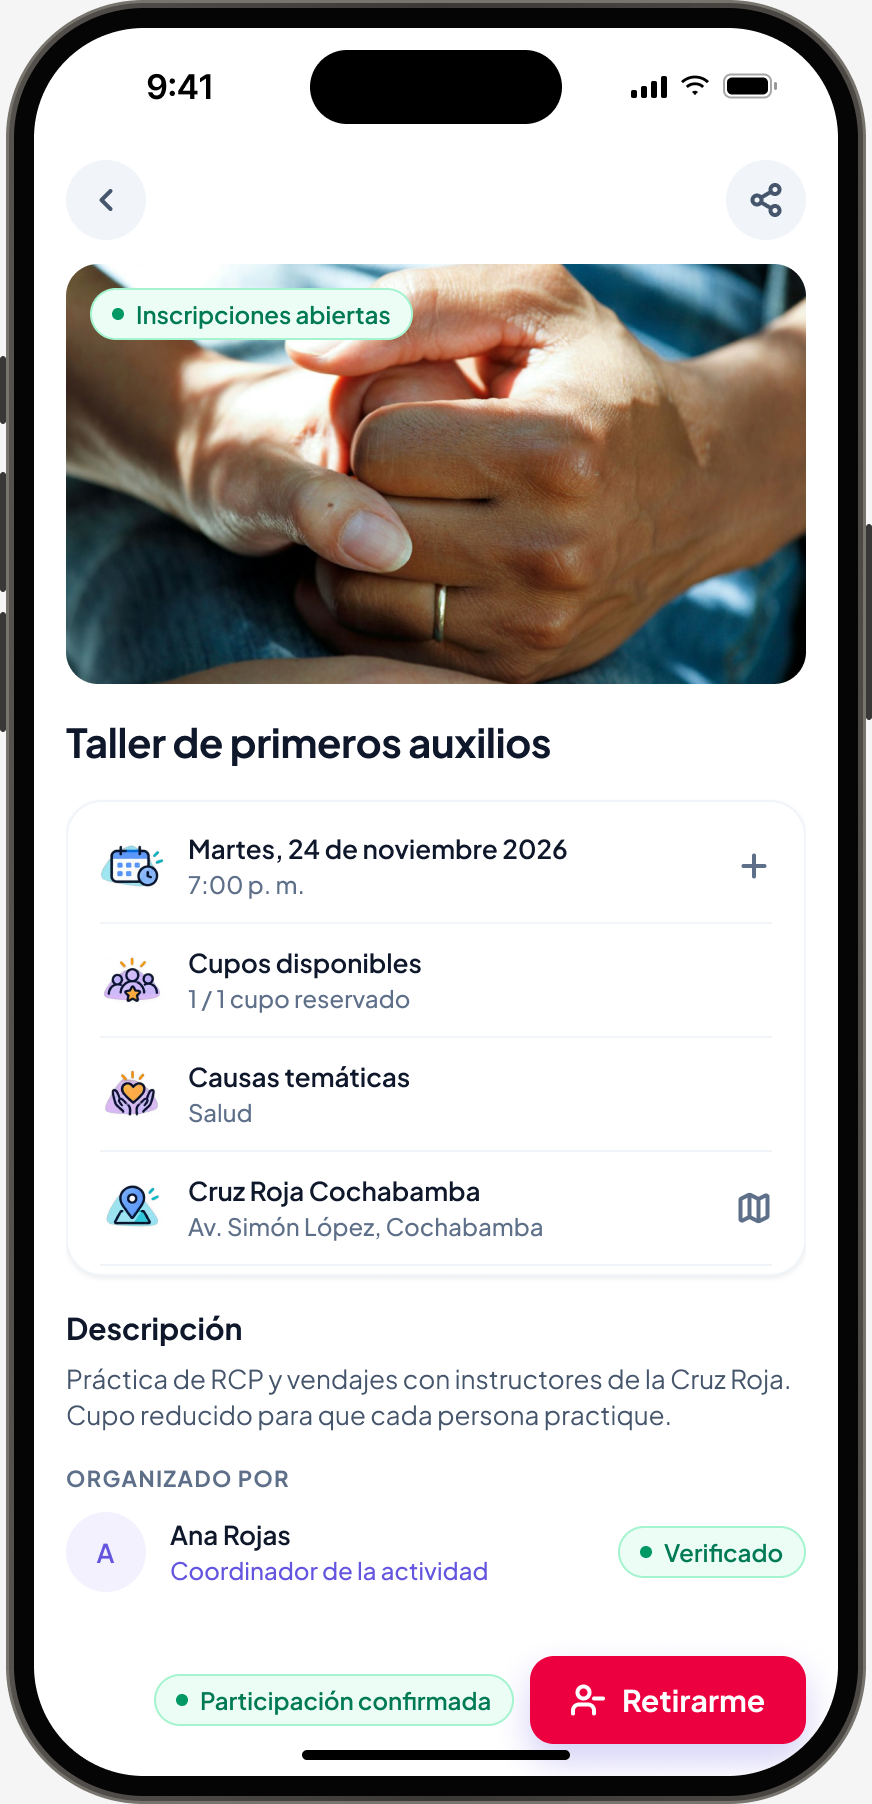 9:41
Inscripciones abiertas
Taller de primeros auxilios
Martes, 24 de noviembre 2026
7:00 p. m.
Cupos disponibles
1 / 1 cupo reservado
Causas temáticas
Salud
Cruz Roja Cochabamba
Av. Simón López, Cochabamba
Descripción
Práctica de RCP y vendajes con instructores de la Cruz Roja.
Cupo reducido para que cada persona practique.
ORGANIZADO POR
A
Ana Rojas
Coordinador de la actividad
Verificado
Participación confirmada
Retirarme